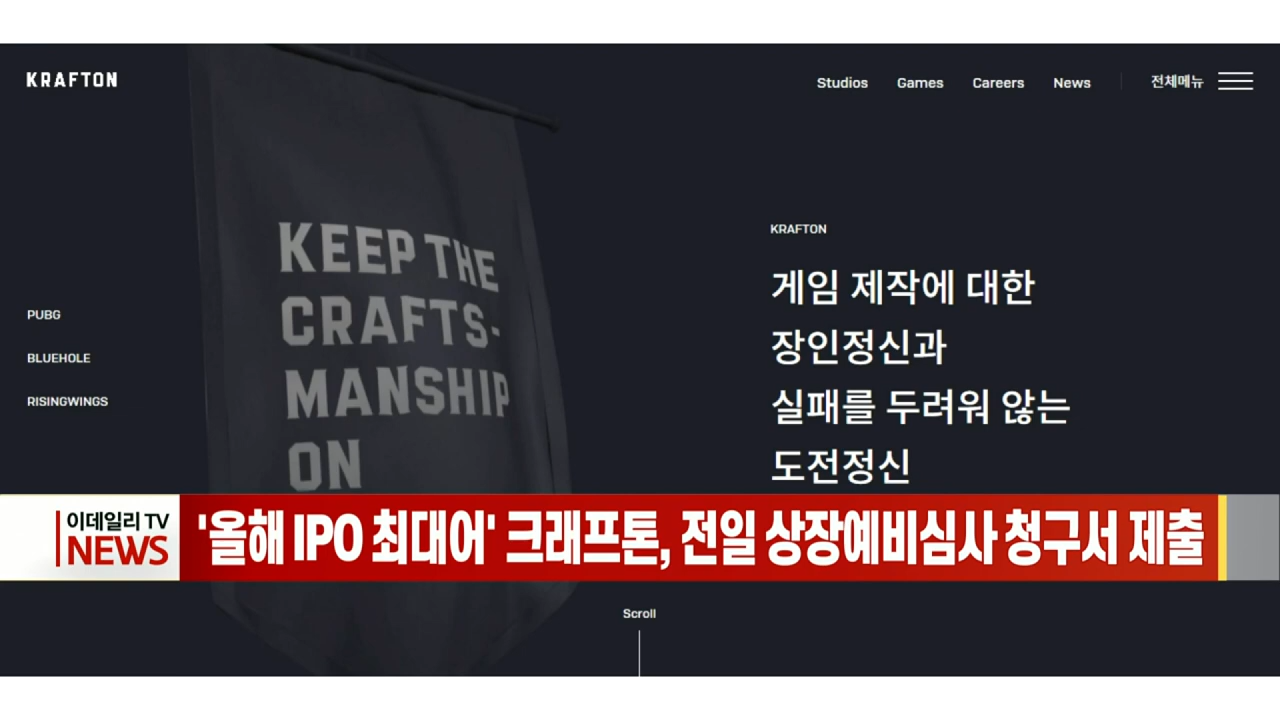 KRAFTON
Studios Games Careers News 전체메뉴
KEEP THE
CRAFTS-
MANSHIP
ON
PUBG
BLUEHOLE
RISINGWINGS
KRAFTON
게임 제작에 대한
장인정신과
실패를 두려워 않는
도전정신
이데일리 TV
NEWS
'올해 IPO 최대어' 크래프톤, 전일 상장예비심사 청구서 제출
Scroll